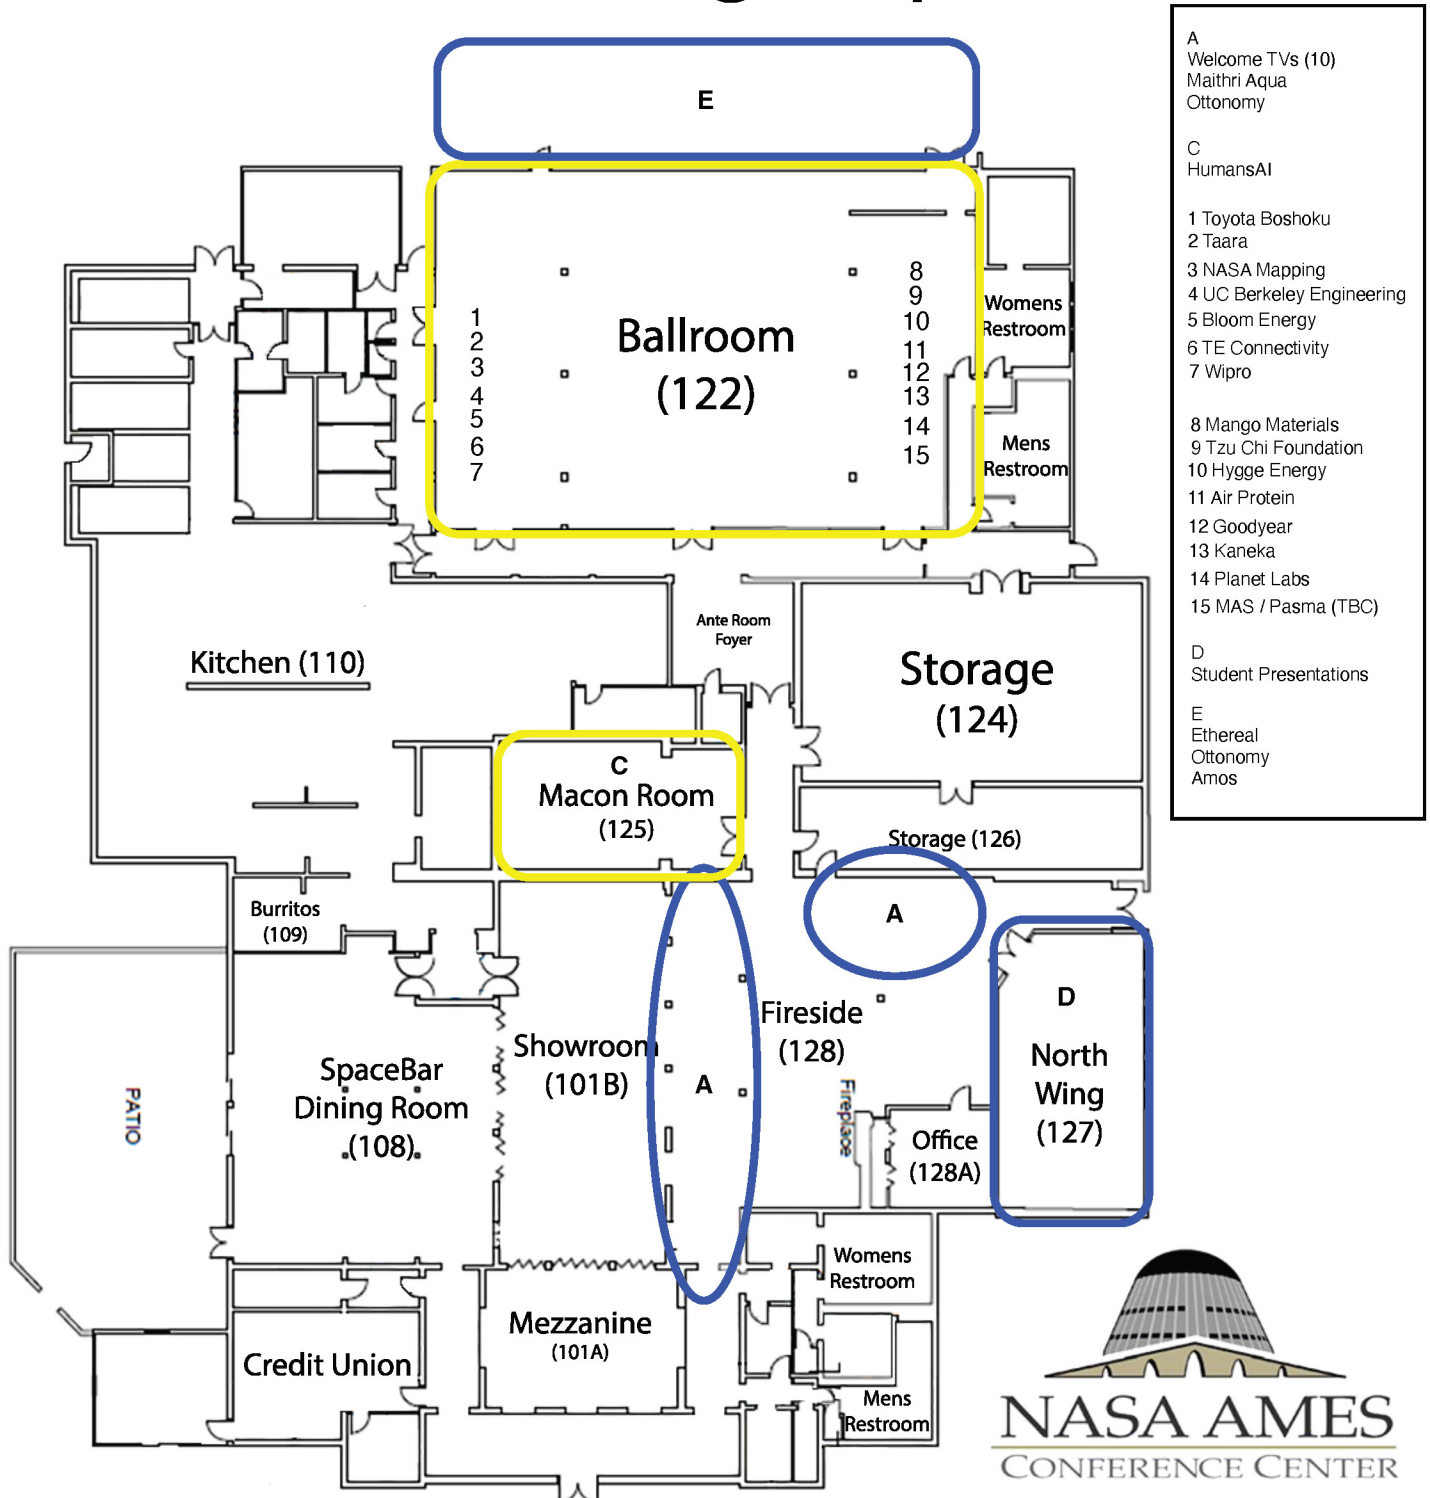 E
Ballroom
(122)
1
2
3
4
5
6
7
8
9
10
11
12
13
14
15
Womens
Restroom
Mens
Restroom
Ante Room
Foyer
Kitchen (110)
Storage
(124)
C
Macon Room
(125)
Storage (126)
Burritos
(109)
A
D
North
Wing
(127)
Fireside
(128)
Showroom
(101B)
A
SpaceBar
Dining Room
(108)
PATIO
Fireplace
Office
(128A)
Womens
Restroom
Mezzanine
(101A)
Credit Union
Mens
Restroom
A
Welcome TVs (10)
Maithri Aqua
Ottonomy
C
HumansAI
1 Toyota Boshoku
2 Taara
3 NASA Mapping
4 UC Berkeley Engineering
5 Bloom Energy
6 TE Connectivity
7 Wipro
8 Mango Materials
9 Tzu Chi Foundation
10 Hygge Energy
11 Air Protein
12 Goodyear
13 Kaneka
14 Planet Labs
15 MAS / Pasma (TBC)
D
Student Presentations
E
Ethereal
Ottonomy
Amos
NASA AMES
CONFERENCE CENTER